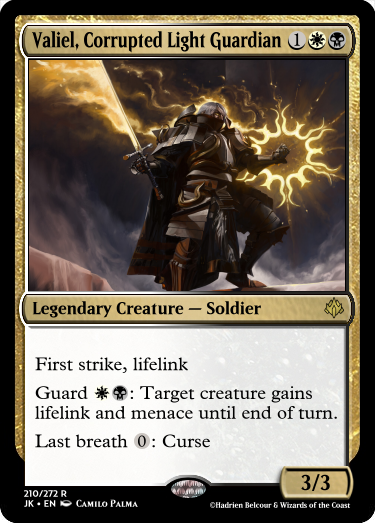 Valiel, Corrupted Light Guardian 1
Legendary Creature — Soldier
First strike, lifelink
Guard : Target creature gains
lifelink and menace until end of turn.
Last breath 0: Curse
3/3
210/272 R
JK • EN Camilo Palma
©Hadrien Belcour & Wizards of the Coast